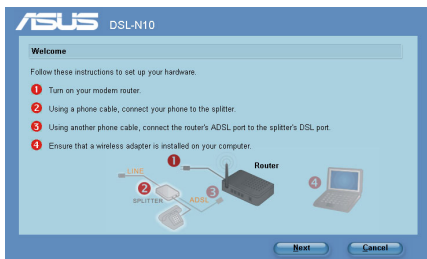 ASUS DSL-N10
Welcome
Follow these instructions to set up your hardware.
1 Turn on your modem router.
2 Using a phone cable, connect your phone to the splitter.
3 Using another phone cable, connect the router's ADSL port to the splitter's DSL port.
4 Ensure that a wireless adapter is installed on your computer.
1 Router
LINE
2 3 4
SPLITTER ADSL
Next Cancel